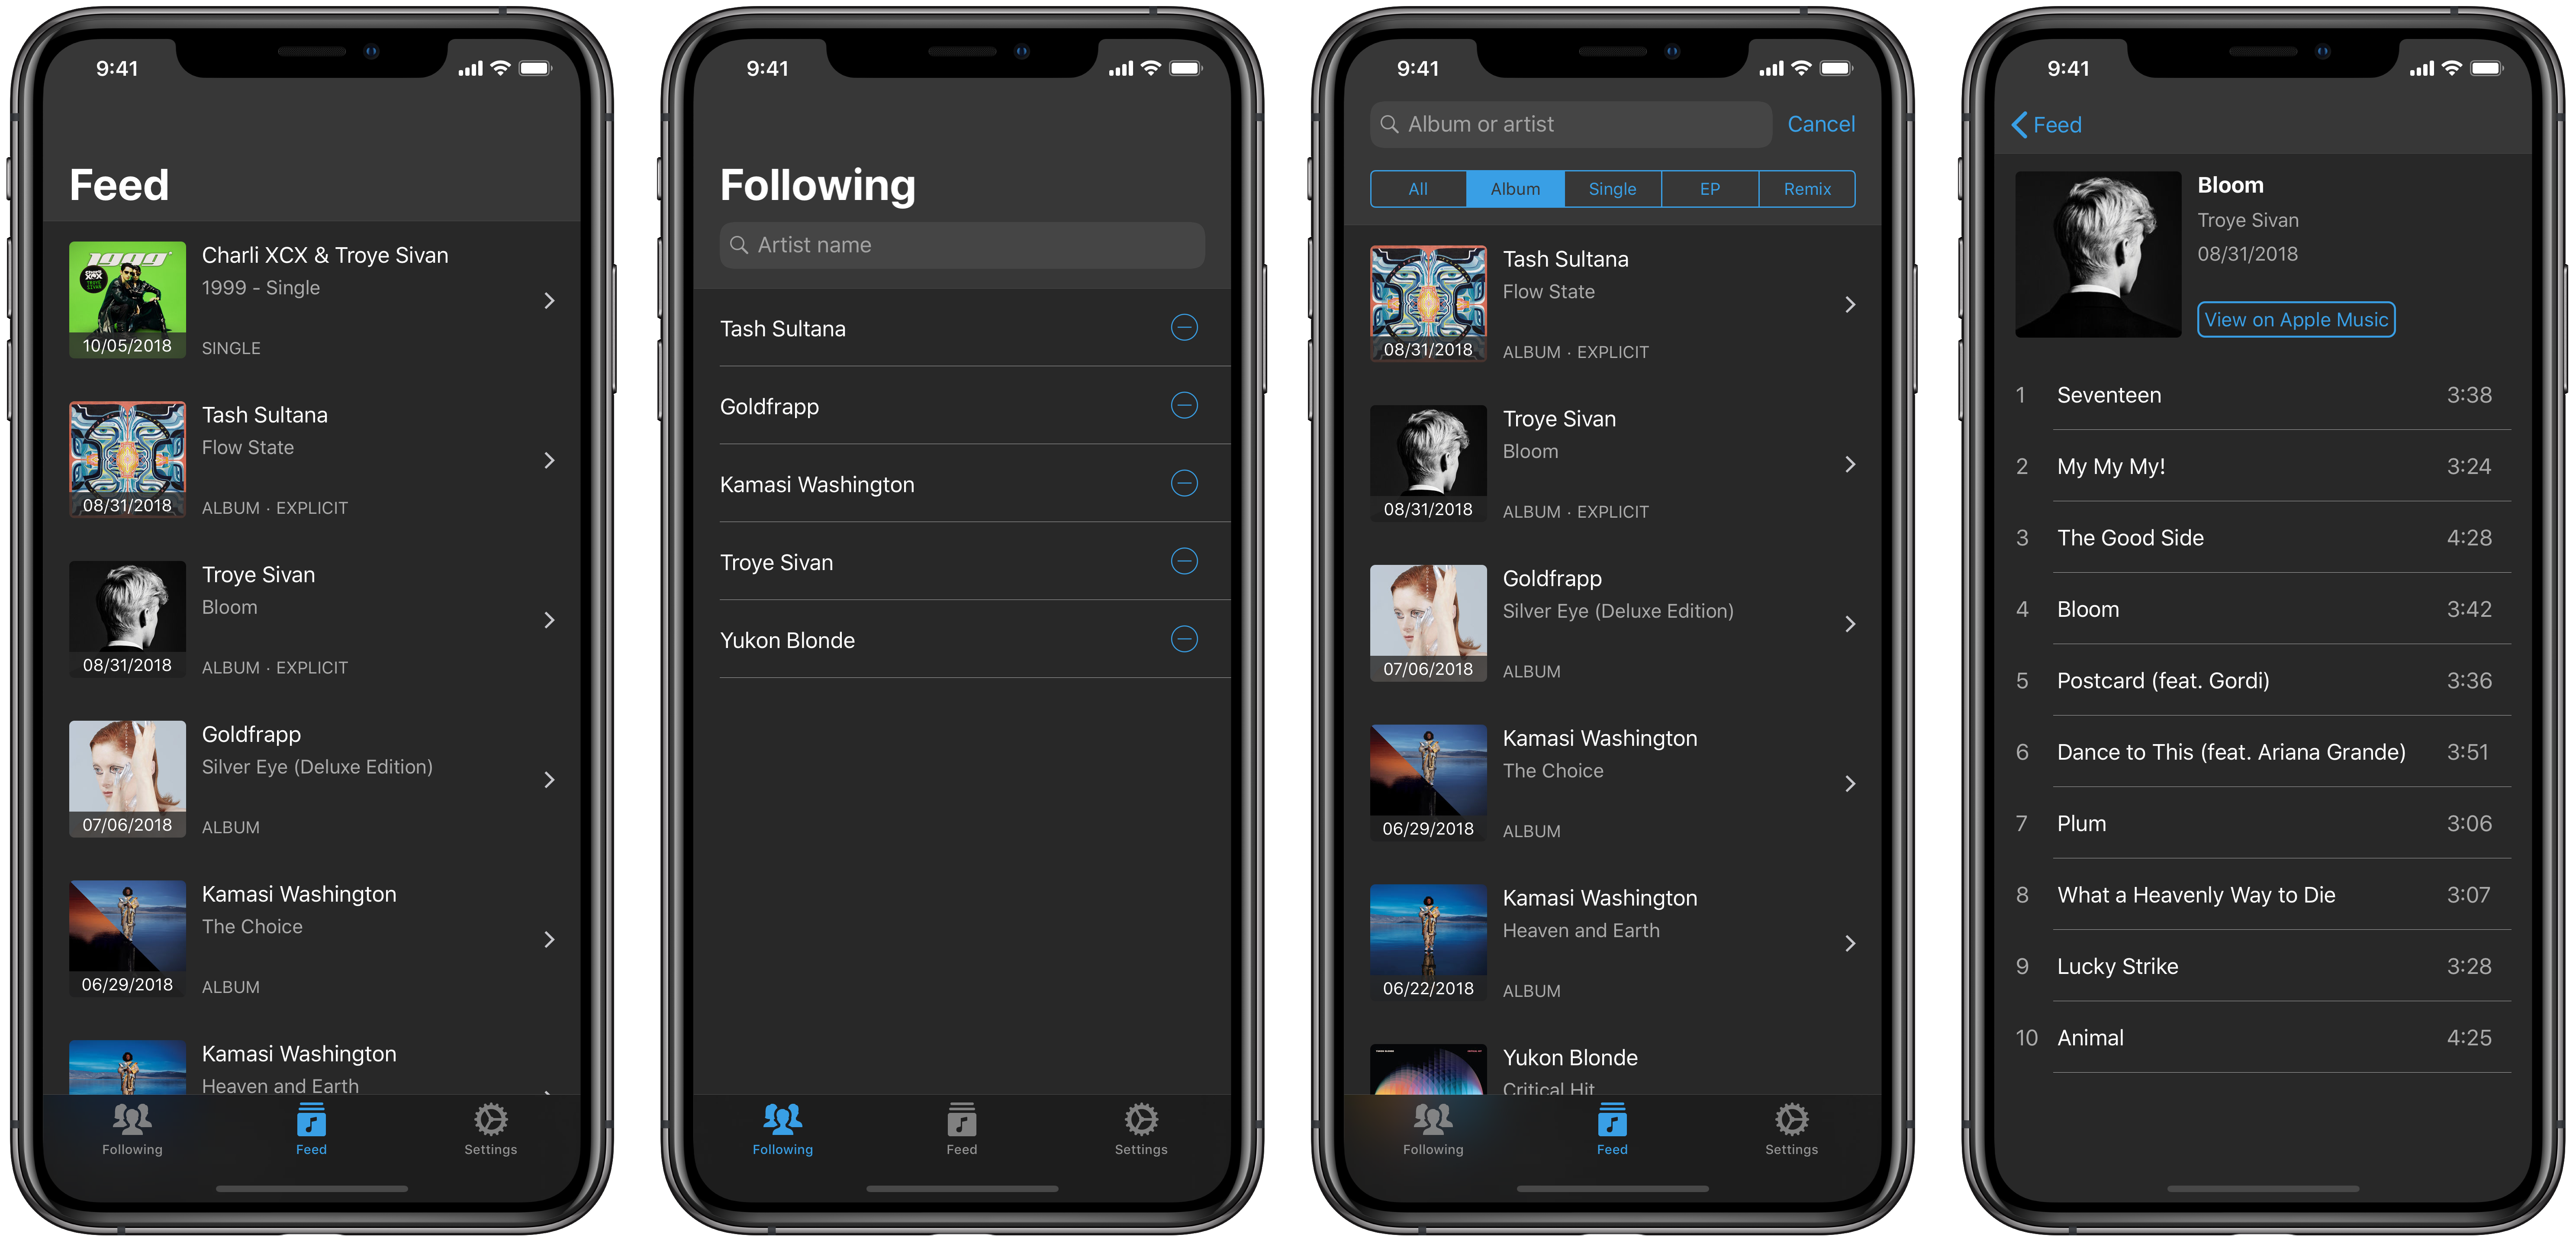 9:41
Feed
1999
Charli XCX & Troye Sivan
1999 - Single
10/05/2018
SINGLE
Tash Sultana
Flow State
08/31/2018
ALBUM · EXPLICIT
Troye Sivan
Bloom
08/31/2018
ALBUM · EXPLICIT
Goldfrapp
Silver Eye (Deluxe Edition)
07/06/2018
ALBUM
Kamasi Washington
The Choice
06/29/2018
ALBUM
Kamasi Washington
Heaven and Earth
Following
Feed
Settings
9:41
Following
Artist name
Tash Sultana
Goldfrapp
Kamasi Washington
Troye Sivan
Yukon Blonde
Following
Feed
Settings
9:41
Album or artist
Cancel
All
Album
Single
EP
Remix
Tash Sultana
Flow State
08/31/2018
ALBUM · EXPLICIT
Troye Sivan
Bloom
08/31/2018
ALBUM · EXPLICIT
Goldfrapp
Silver Eye (Deluxe Edition)
07/06/2018
ALBUM
Kamasi Washington
The Choice
06/29/2018
ALBUM
Kamasi Washington
Heaven and Earth
06/22/2018
ALBUM
Yukon Blonde
Critical Hit
Following
Feed
Settings
9:41
Feed
Bloom
Troye Sivan
08/31/2018
View on Apple Music
1 Seventeen 3:38
2 My My My! 3:24
3 The Good Side 4:28
4 Bloom 3:42
5 Postcard (feat. Gordi) 3:36
6 Dance to This (feat. Ariana Grande) 3:51
7 Plum 3:06
8 What a Heavenly Way to Die 3:07
9 Lucky Strike 3:28
10 Animal 4:25